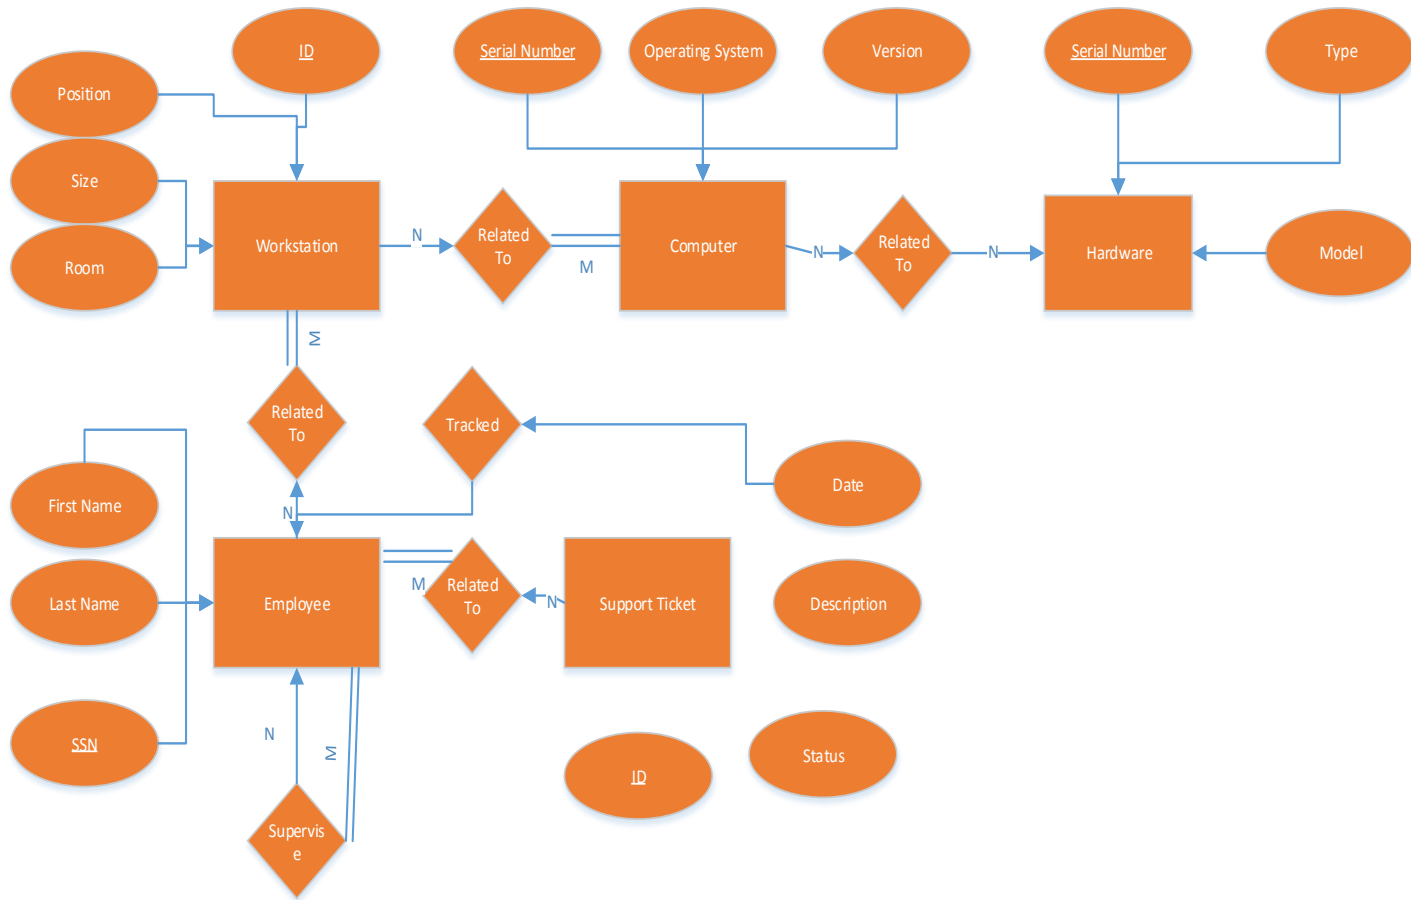 ID
Serial Number
Operating System
Version
Serial Number
Type
Position
Size
Room
Workstation
N
Related
To
M
Computer
N
Related
To
N
Hardware
Model
M
Related
To
Tracked
N
Date
First Name
Last Name
SSN
Employee
M
Related
To
N
Support Ticket
Description
Status
ID
N
M
Supervis
e